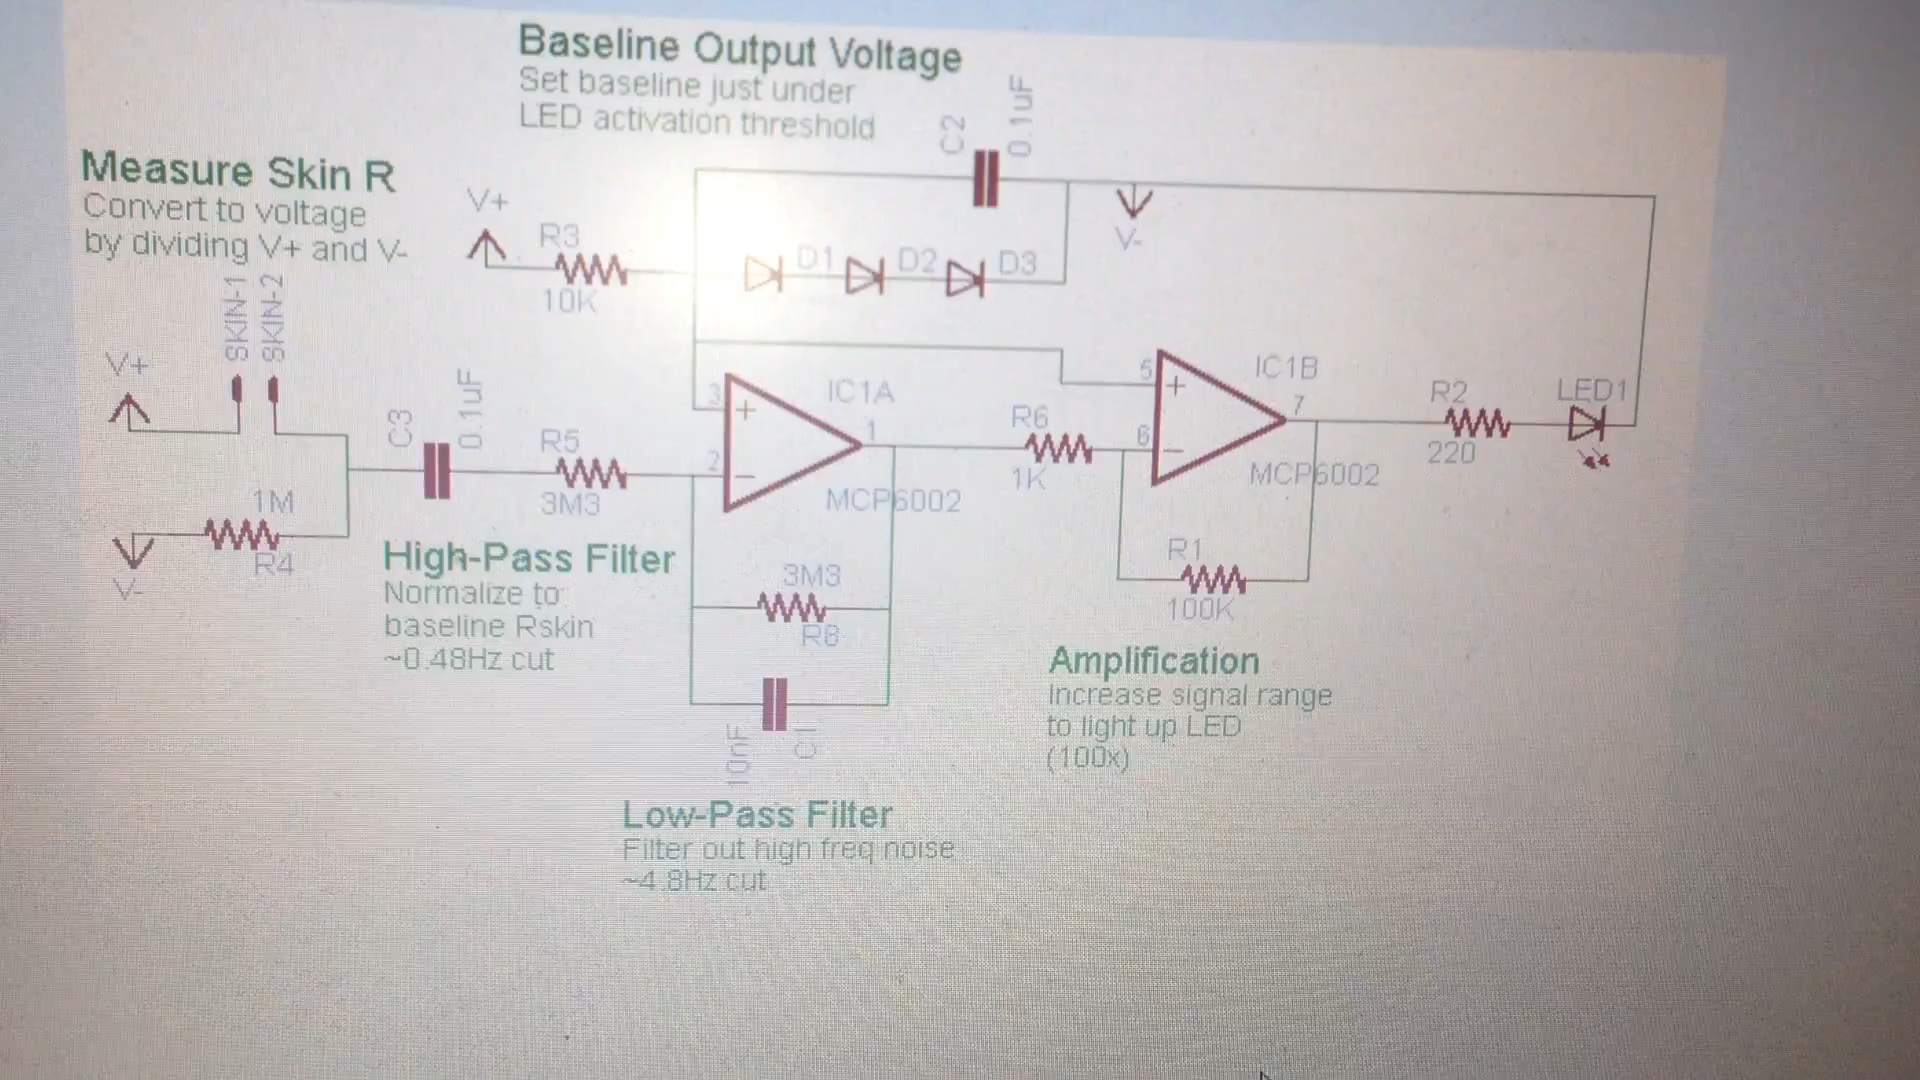 Baseline Output Voltage
Set baseline just under
LED activation threshold
C2
0.1uF
Measure Skin R
Convert to voltage
by dividing V+ and V-
V+
R3
10K
D1
D2
D3
V-
SKIN-1
SKIN-2
V+
C3
0.1uF
R5
3M3
3
+
2
−
IC1A
1
MCP6002
R6
1K
5
+
6
−
IC1B
7
MCP6002
R2
220
LED1
1M
R4
V-
High-Pass Filter
Normalize to
baseline Rskin
~0.48Hz cut
3M3
R8
R1
100K
10nF
C1
Amplification
Increase signal range
to light up LED
(100x)
Low-Pass Filter
Filter out high freq noise
~4.8Hz cut